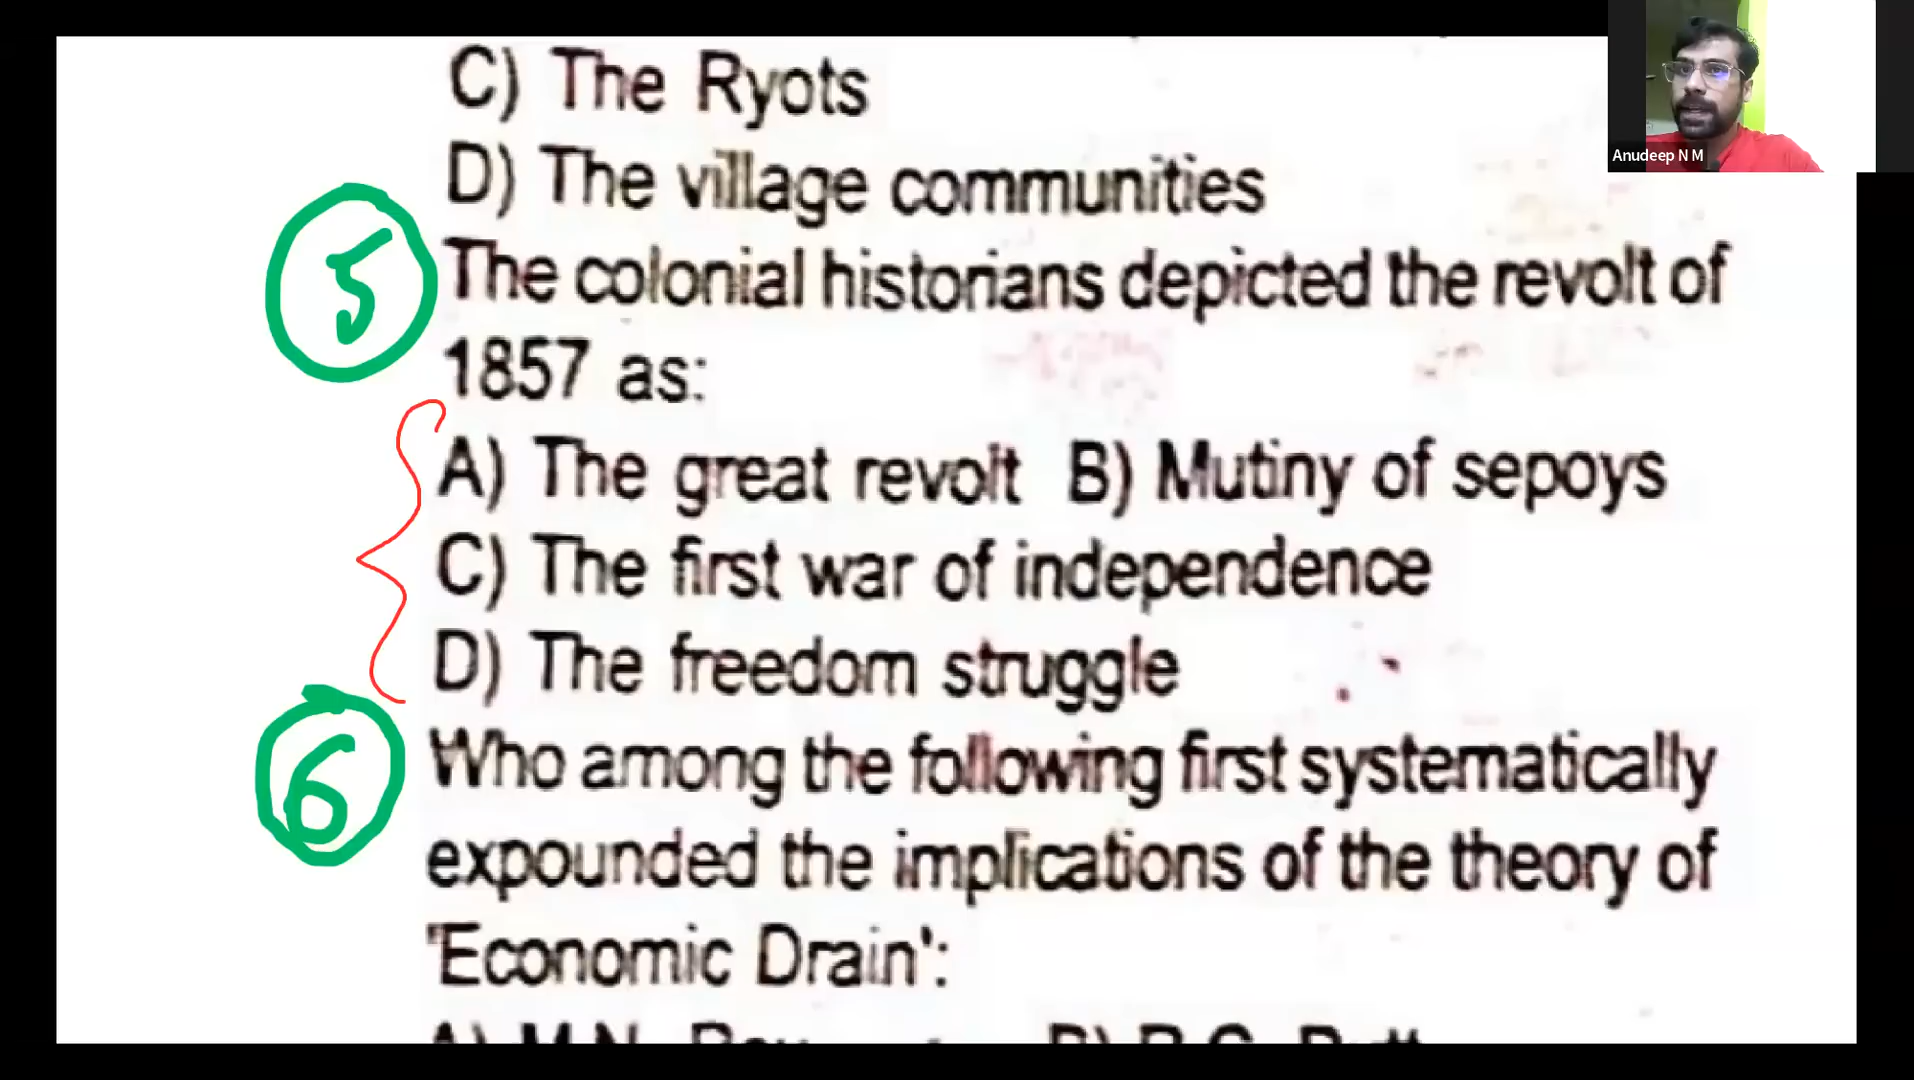 C) The Ryots
D) The village communities
5 The colonial historians depicted the revolt of
1857 as:
A) The great revolt B) Mutiny of sepoys
C) The first war of independence
D) The freedom struggle
6 Who among the following first systematically
expounded the implications of the theory of
'Economic Drain':
Anudeep N M